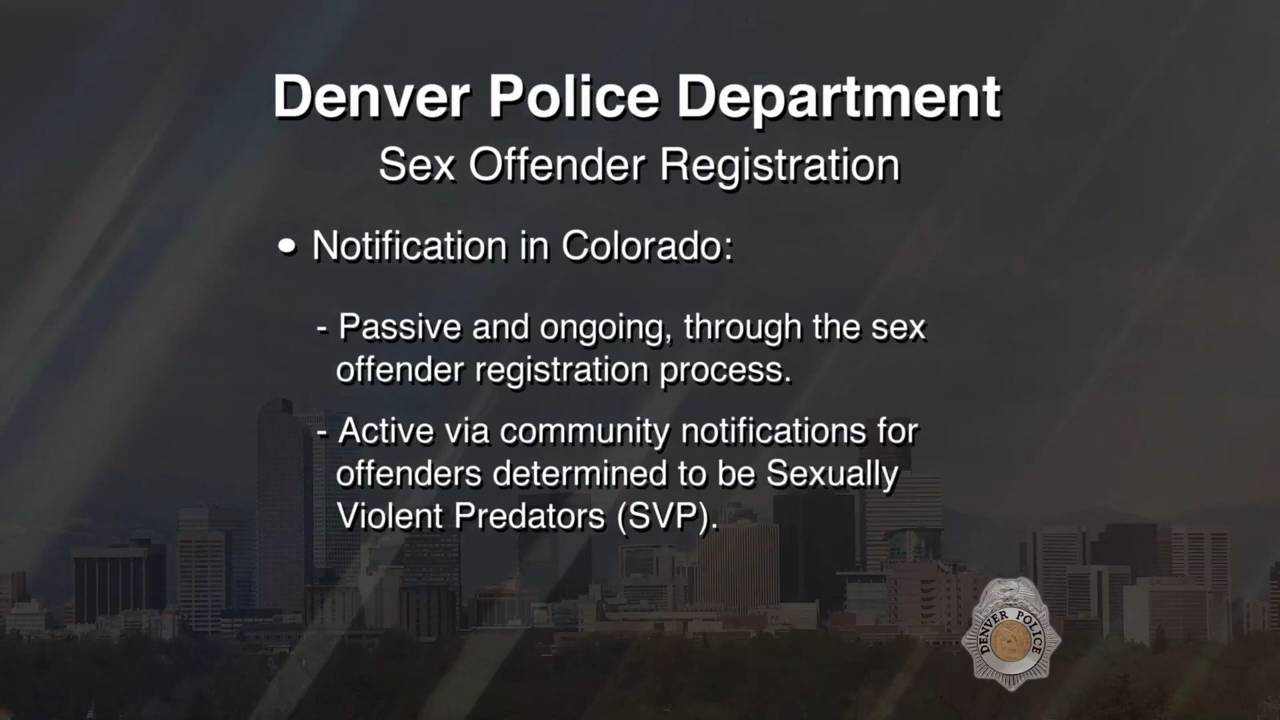 Denver Police Department
Sex Offender Registration
• Notification in Colorado:
- Passive and ongoing, through the sex
offender registration process.
- Active via community notifications for
offenders determined to be Sexually
Violent Predators (SVP).
DENVER POLICE